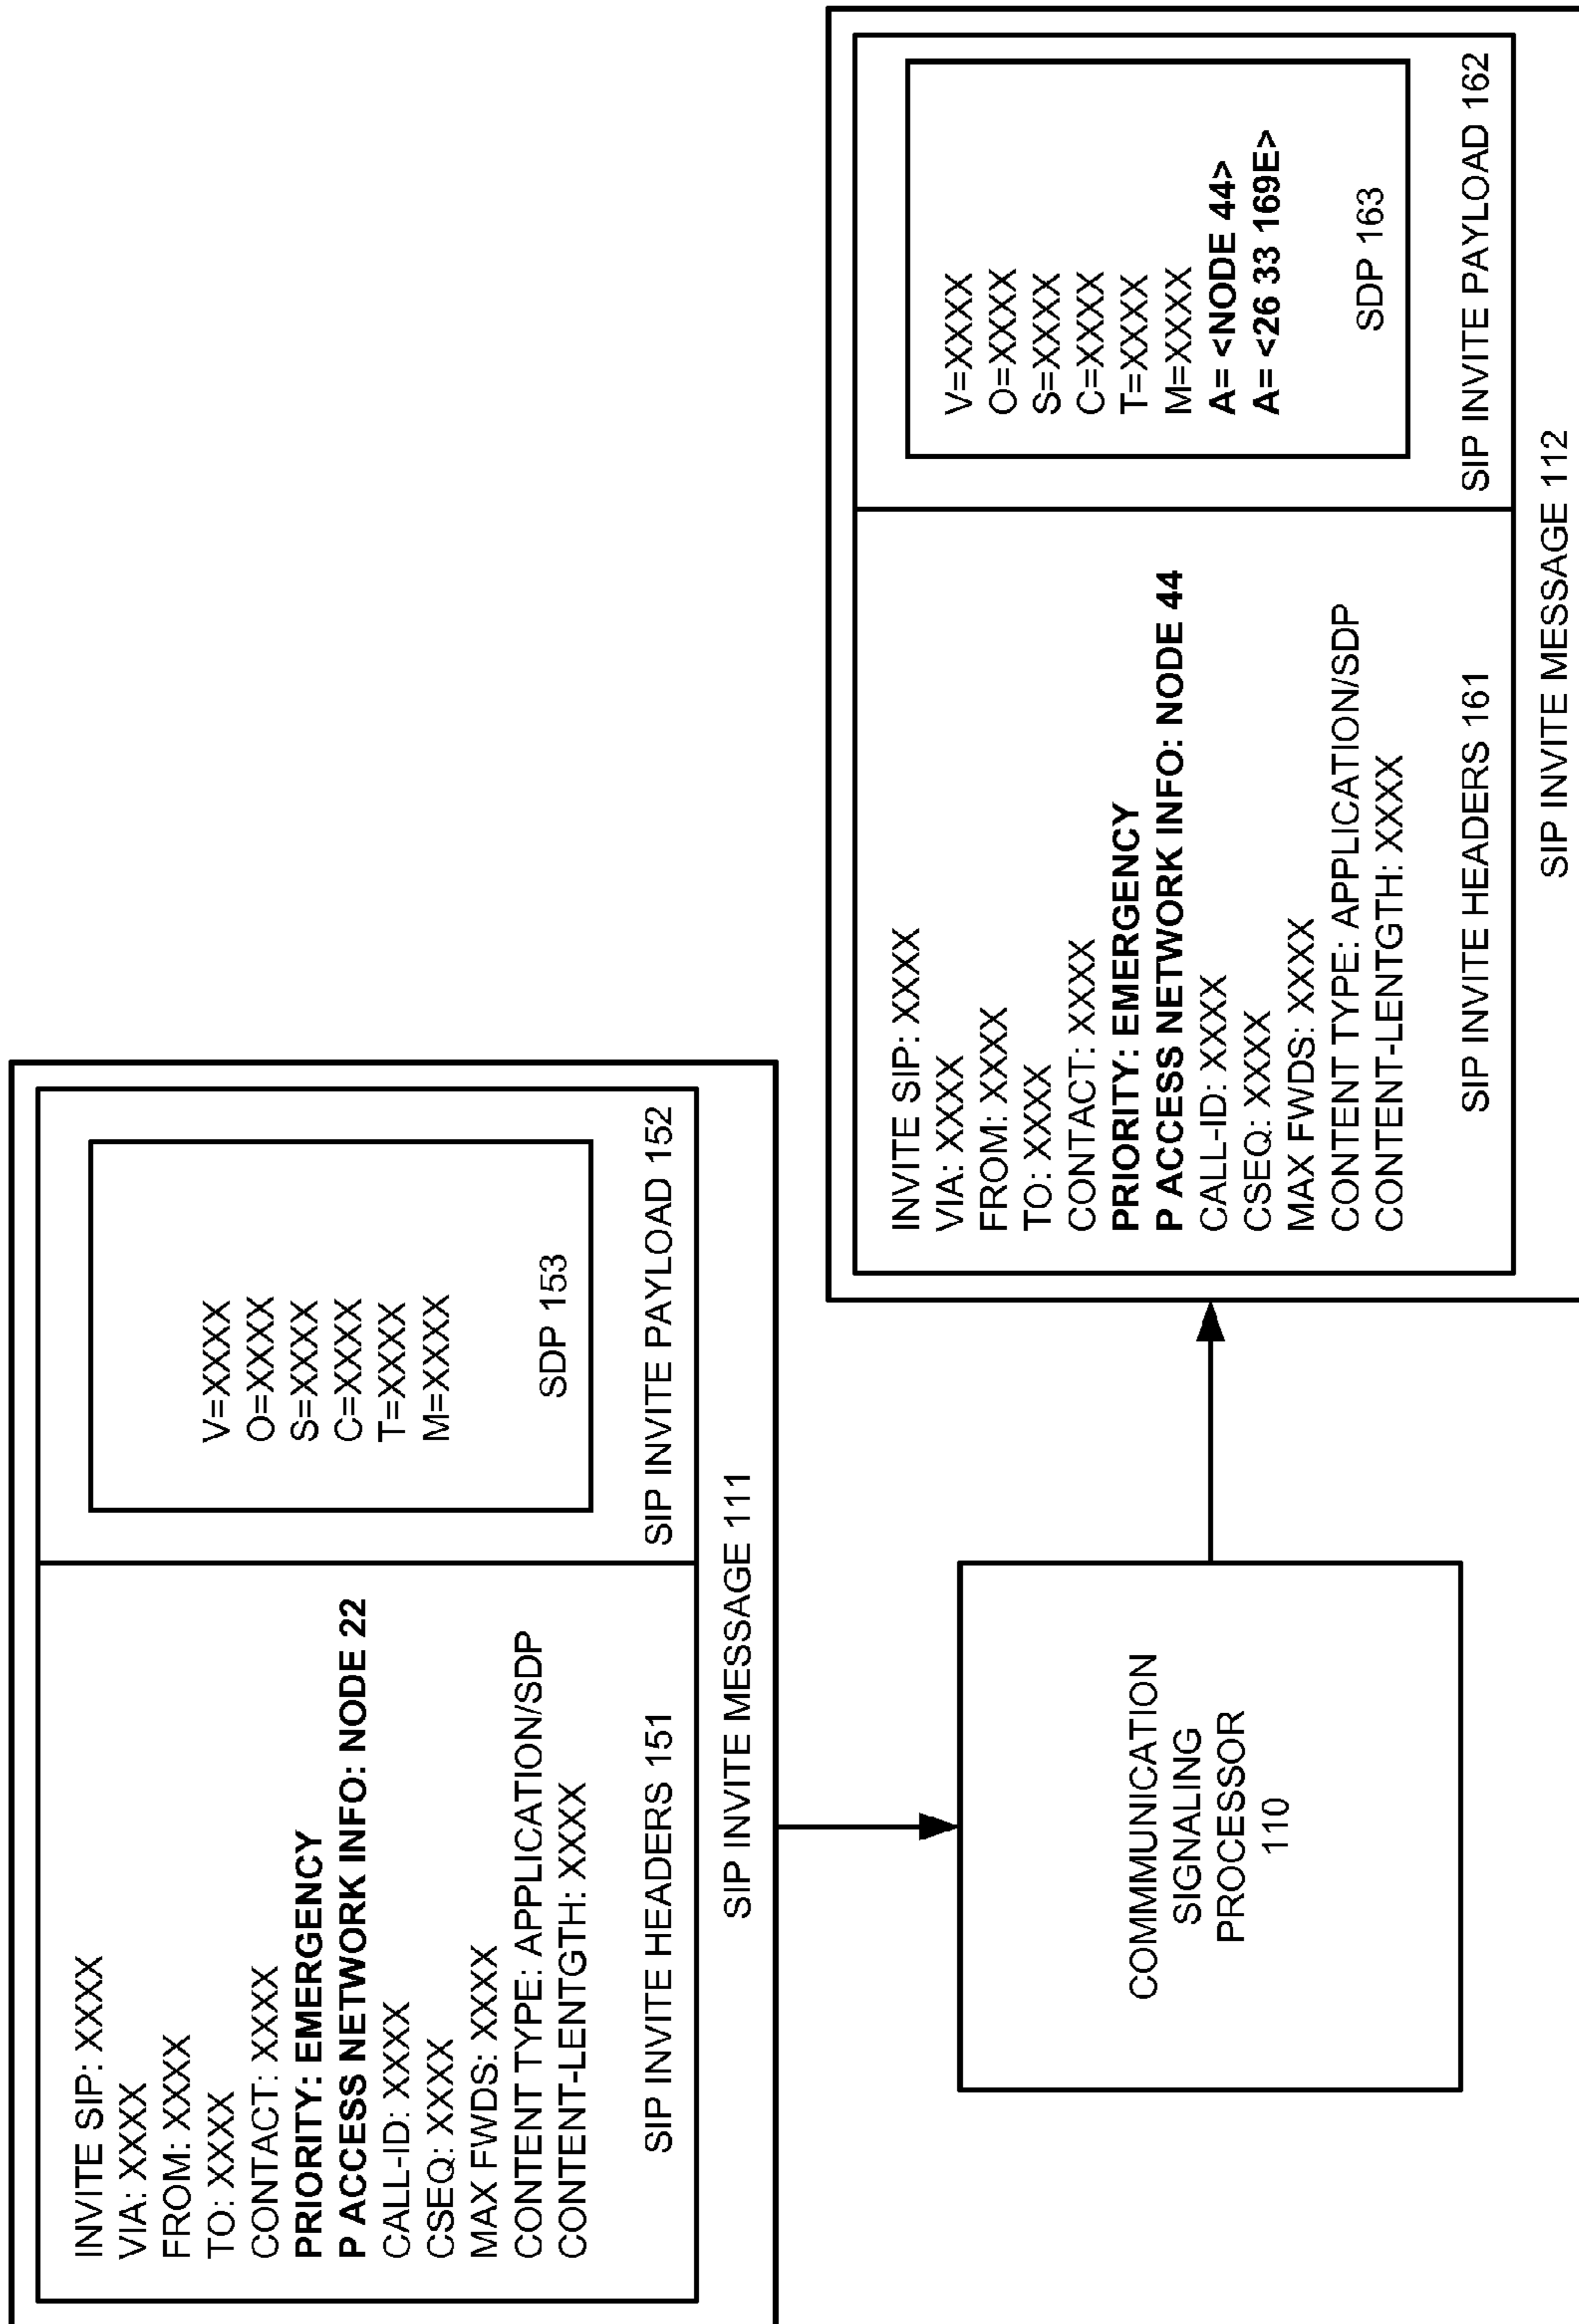 INVITE SIP: XXXX
VIA: XXXX
FROM: XXXX
TO: XXXX
CONTACT: XXXX
PRIORITY: EMERGENCY
P ACCESS NETWORK INFO: NODE 22
CALL-ID: XXXX
CSEQ: XXXX
MAX FWDS: XXXX
CONTENT TYPE: APPLICATION/SDP
CONTENT-LENTGTH: XXXX
SIP INVITE HEADERS 151
V=XXXX
O=XXXX
S=XXXX
C=XXXX
T=XXXX
M=XXXX
SDP 153
SIP INVITE PAYLOAD 152
SIP INVITE MESSAGE 111
COMMMUNICATION
SIGNALING
PROCESSOR
110
INVITE SIP: XXXX
VIA: XXXX
FROM: XXXX
TO: XXXX
CONTACT: XXXX
PRIORITY: EMERGENCY
P ACCESS NETWORK INFO: NODE 44
CALL-ID: XXXX
CSEQ: XXXX
MAX FWDS: XXXX
CONTENT TYPE: APPLICATION/SDP
CONTENT-LENTGTH: XXXX
SIP INVITE HEADERS 161
V=XXXX
O=XXXX
S=XXXX
C=XXXX
T=XXXX
M=XXXX
A= <NODE 44>
A= <26 33 169E>
SDP 163
SIP INVITE PAYLOAD 162
SIP INVITE MESSAGE 112